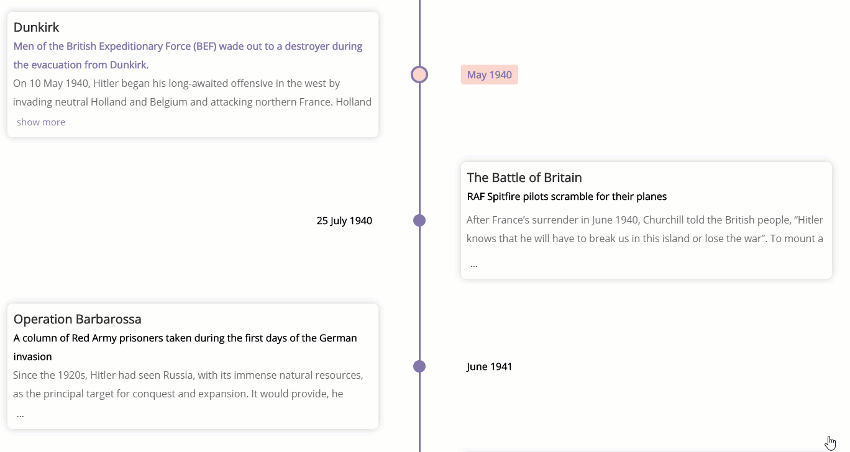 Dunkirk
Men of the British Expeditionary Force (BEF) wade out to a destroyer during
the evacuation from Dunkirk.
On 10 May 1940, Hitler began his long-awaited offensive in the west by
invading neutral Holland and Belgium and attacking northern France. Holland
show more
May 1940
The Battle of Britain
RAF Spitfire pilots scramble for their planes
After France’s surrender in June 1940, Churchill told the British people, “Hitler
knows that he will have to break us in this island or lose the war”. To mount a
...
25 July 1940
Operation Barbarossa
A column of Red Army prisoners taken during the first days of the German
invasion
Since the 1920s, Hitler had seen Russia, with its immense natural resources,
as the principal target for conquest and expansion. It would provide, he
...
June 1941